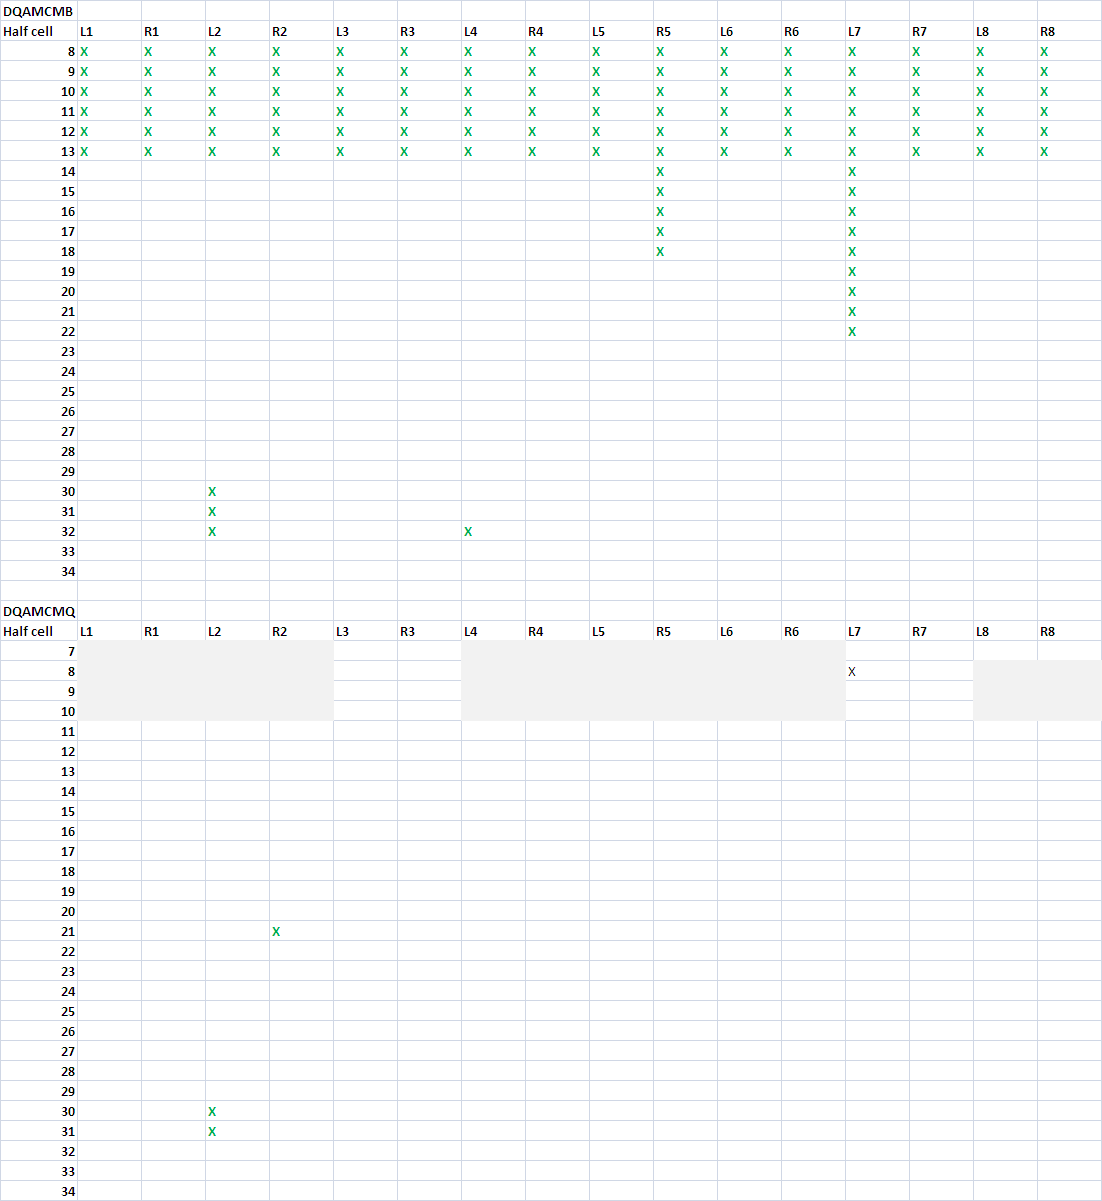 DQAMCMB
Half cell L1 R1 L2 R2 L3 R3 L4 R4 L5 R5 L6 R6 L7 R7 L8 R8
8 X X X X X X X X X X X X X X X X
9 X X X X X X X X X X X X X X X X
10 X X X X X X X X X X X X X X X X
11 X X X X X X X X X X X X X X X X
12 X X X X X X X X X X X X X X X X
13 X X X X X X X X X X X X X X X X
14 X X
15 X X
16 X X
17 X X
18 X X
19 X
20 X
21 X
22 X
23
24
25
26
27
28
29
30 X
31 X
32 X X
33
34
DQAMCMQ
Half cell L1 R1 L2 R2 L3 R3 L4 R4 L5 R5 L6 R6 L7 R7 L8 R8
7
8 X
9
10
11
12
13
14
15
16
17
18
19
20
21 X
22
23
24
25
26
27
28
29
30 X
31 X
32
33
34